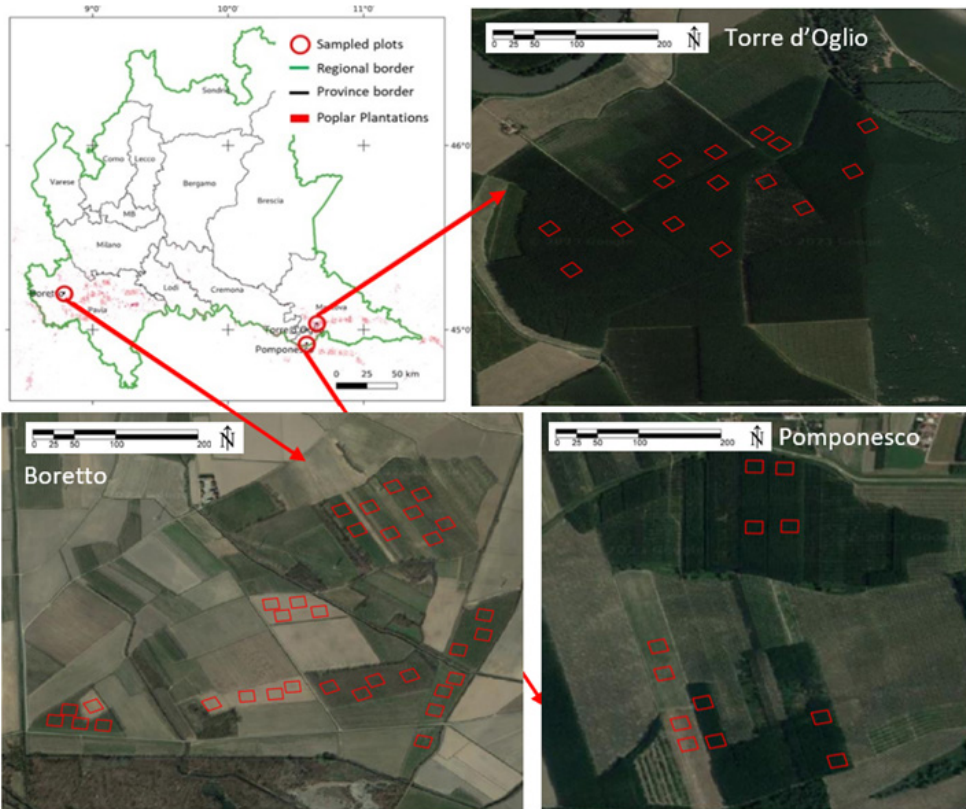 9°0' 10°0' 11°0'
Sampled plots
Regional border
Province border
Poplar Plantations
Sondrio
46°0'
Como
Lecco
Varese
Bergamo
Brescia
MB
Milano
Lodi
Cremona
Mantova
Boretto
Pavia
Torre d'Oglio
45°0'
Pomponesco
0 25 50 km
0 25 50 100 200
N
Torre d'Oglio
0 25 50 100 200
N
Boretto
0 25 50 100 200
N
Pomponesco